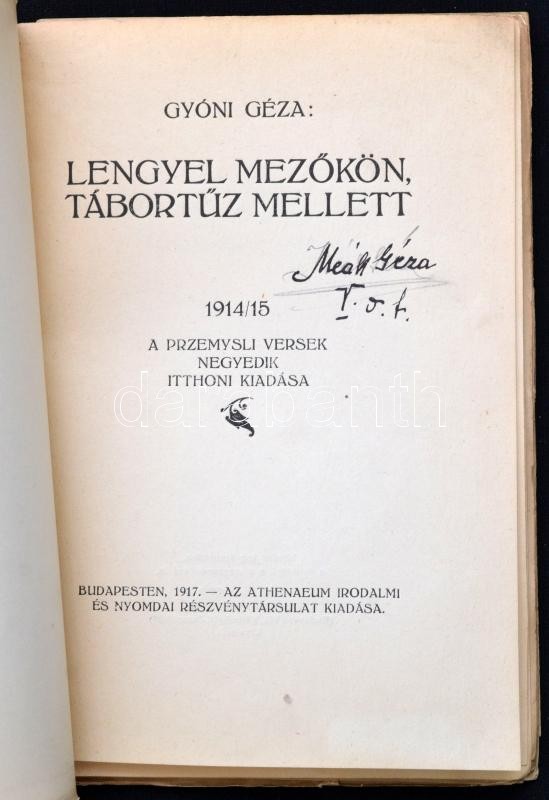 GYÓNI GÉZA:
LENGYEL MEZŐKÖN,
TÁBORTŰZ MELLETT
Géza
V. o. t.
1914/15
A PRZEMYSLI VERSEK
NEGYEDIK
ITTHONI KIADÁSA
darabanth
BUDAPESTEN, 1917. — AZ ATHENAEUM IRODALMI
ÉS NYOMDAI RÉSZVÉNYTÁRSULAT KIADÁSA.